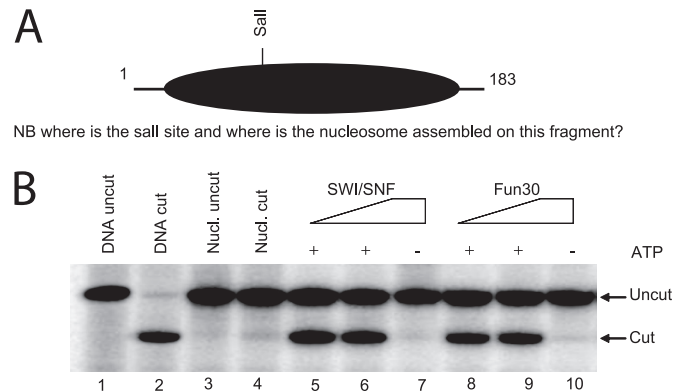 A
SalI
1
183
NB where is the salI site and where is the nucleosome assembled on this fragment?
B
DNA uncut
DNA cut
Nucl. uncut
Nucl. cut
SWI/SNF
Fun30
+ + - + + - ATP
Uncut
Cut
1 2 3 4 5 6 7 8 9 10